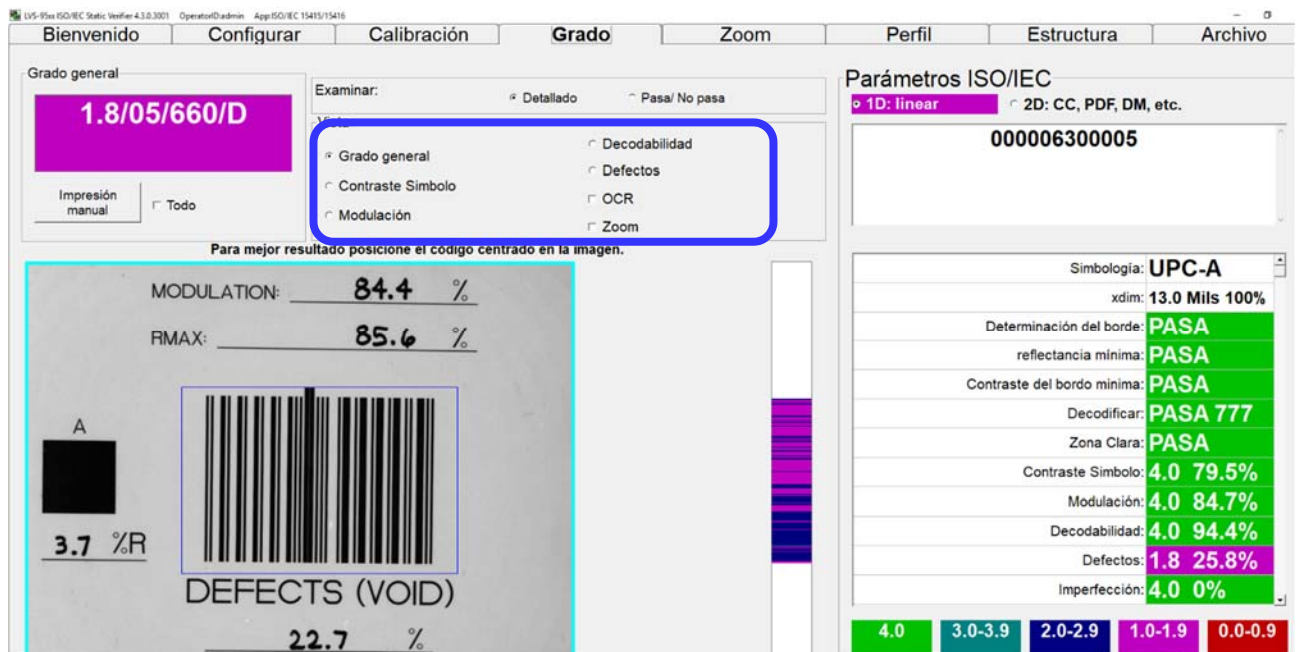 LVS-95xx ISO/IEC Static Verifier 4.3.0.3001 OperatorID:admin App:ISO/IEC 15415/15416
Bienvenido Configurar Calibración Grado Zoom Perfil Estructura Archivo
Grado general
1.8/05/660/D
Impresión
manual
Todo
Examinar:
Detallado Pasa/ No pasa
Grado general
Contraste Simbolo
Modulación
Decodabilidad
Defectos
OCR
Zoom
Para mejor resultado posicione el código centrado en la imagen.
MODULATION: 84.4 %
RMAX: 85.6 %
A
3.7 %R
DEFECTS (VOID)
22.7 %
Parámetros ISO/IEC
1D: linear 2D: CC, PDF, DM, etc.
000006300005
Simbología: UPC-A
xdim: 13.0 Mils 100%
Determinación del borde: PASA
reflectancia mínima: PASA
Contraste del bordo minima: PASA
Decodificar: PASA 777
Zona Clara: PASA
Contraste Simbolo: 4.0 79.5%
Modulación: 4.0 84.7%
Decodabilidad: 4.0 94.4%
Defectos: 1.8 25.8%
Imperfección: 4.0 0%
4.0 3.0-3.9 2.0-2.9 1.0-1.9 0.0-0.9